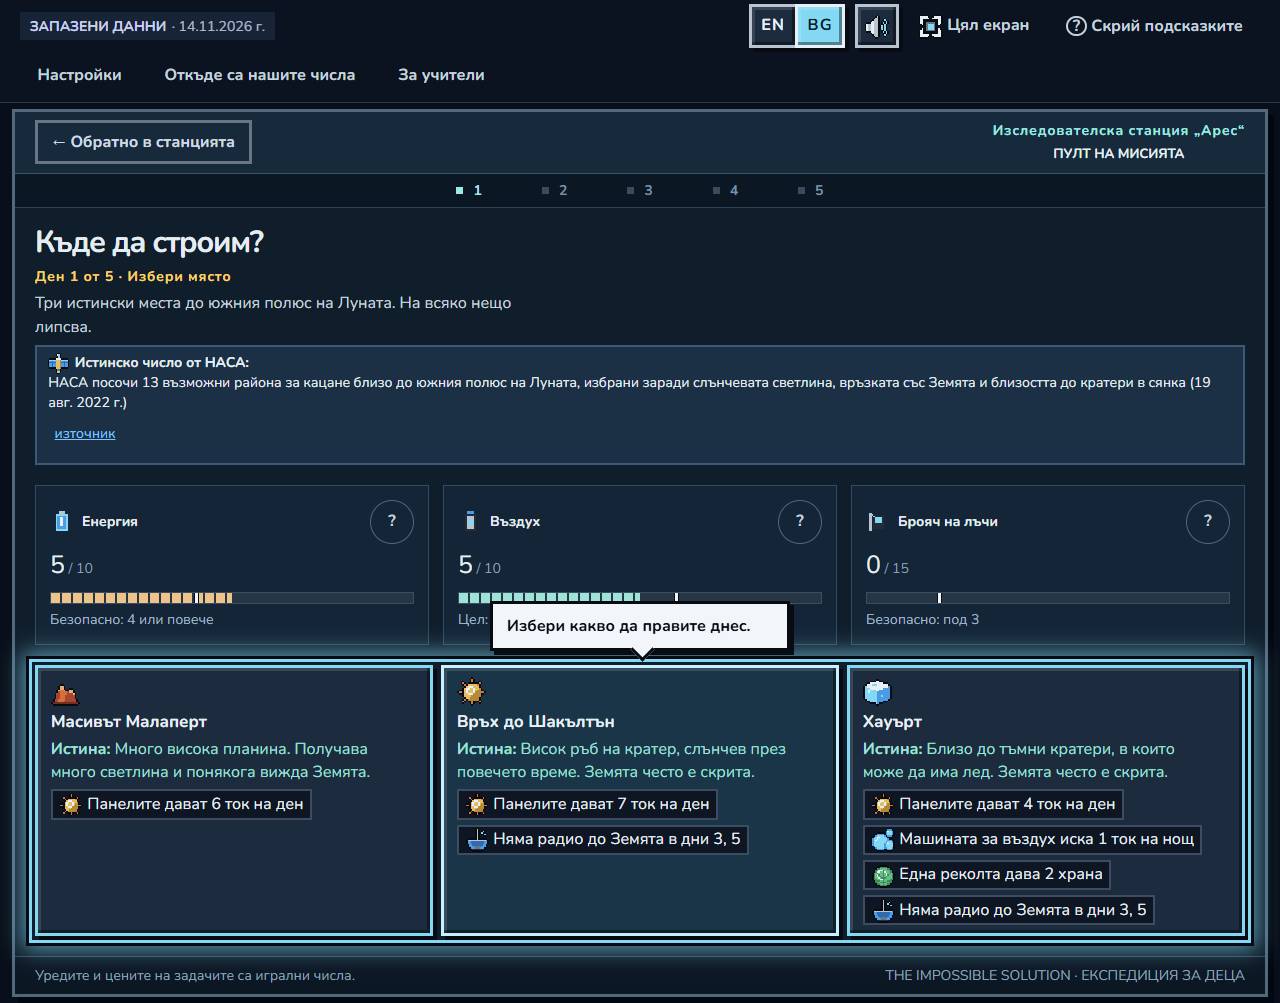 ЗАПАЗЕНИ ДАННИ · 14.11.2026 г.
EN
BG
Цял екран
? Скрий подсказките
Настройки
Откъде са нашите числа
За учители
← Обратно в станцията
Изследователска станция „Арес“
ПУЛТ НА МИСИЯТА
1
2
3
4
5
Къде да строим?
Ден 1 от 5 · Избери място
Три истински места до южния полюс на Луната. На всяко нещо
липсва.
Истинско число от НАСА:
НАСА посочи 13 възможни района за кацане близо до южния полюс на Луната, избрани заради слънчевата светлина, връзката със Земята и близостта до кратери в сянка (19
авг. 2022 г.)
източник
Енергия
?
5 / 10
Безопасно: 4 или повече
Въздух
?
5 / 10
Цел:
Брояч на лъчи
?
0 / 15
Безопасно: под 3
Избери какво да правите днес.
Масивът Малаперт
Истина: Много висока планина. Получава
много светлина и понякога вижда Земята.
Панелите дават 6 ток на ден
Връх до Шакълтън
Истина: Висок ръб на кратер, слънчев през
повечето време. Земята често е скрита.
Панелите дават 7 ток на ден
Няма радио до Земята в дни 3, 5
Хауърт
Истина: Близо до тъмни кратери, в които
може да има лед. Земята често е скрита.
Панелите дават 4 ток на ден
Машината за въздух иска 1 ток на нощ
Една реколта дава 2 храна
Няма радио до Земята в дни 3, 5
Уредите и цените на задачите са игрални числа.
THE IMPOSSIBLE SOLUTION · ЕКСПЕДИЦИЯ ЗА ДЕЦА